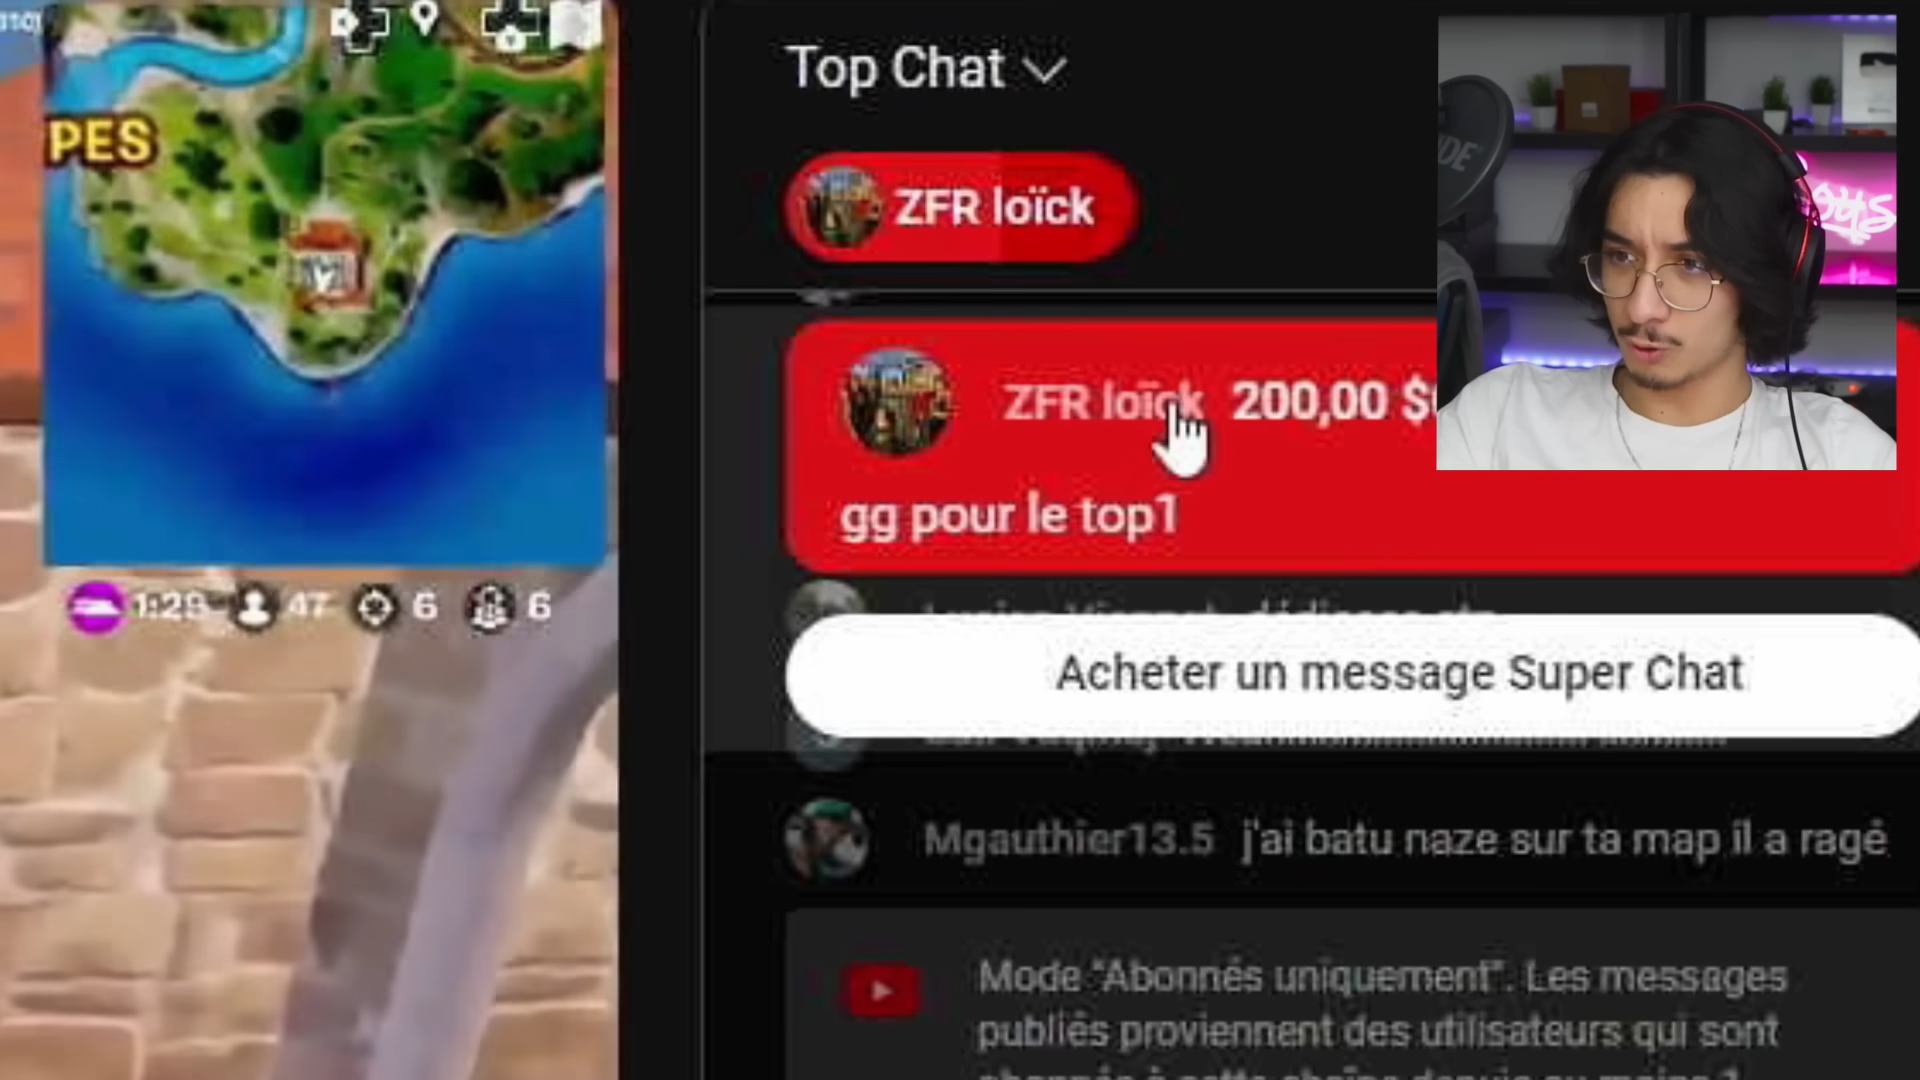 PES
1:29 47 6 6
Top Chat
ZFR loïck
ZFR loïck 200,00 $
gg pour le top1
Acheter un message Super Chat
Mgauthier13.5 j'ai batu naze sur ta map il a ragé
Mode "Abonnés uniquement". Les messages
publiés proviennent des utilisateurs qui sont